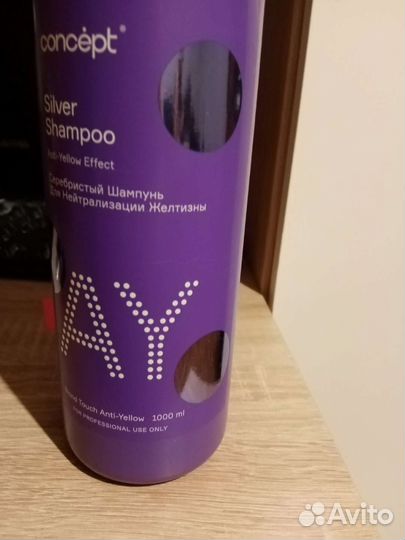 concépt®
Silver
Shampoo
Anti-Yellow Effect
Серебристый Шампунь
Для Нейтрализации Желтизны
AY
Touch Anti-Yellow 1000 ml
FOR PROFESSIONAL USE ONLY
Avito